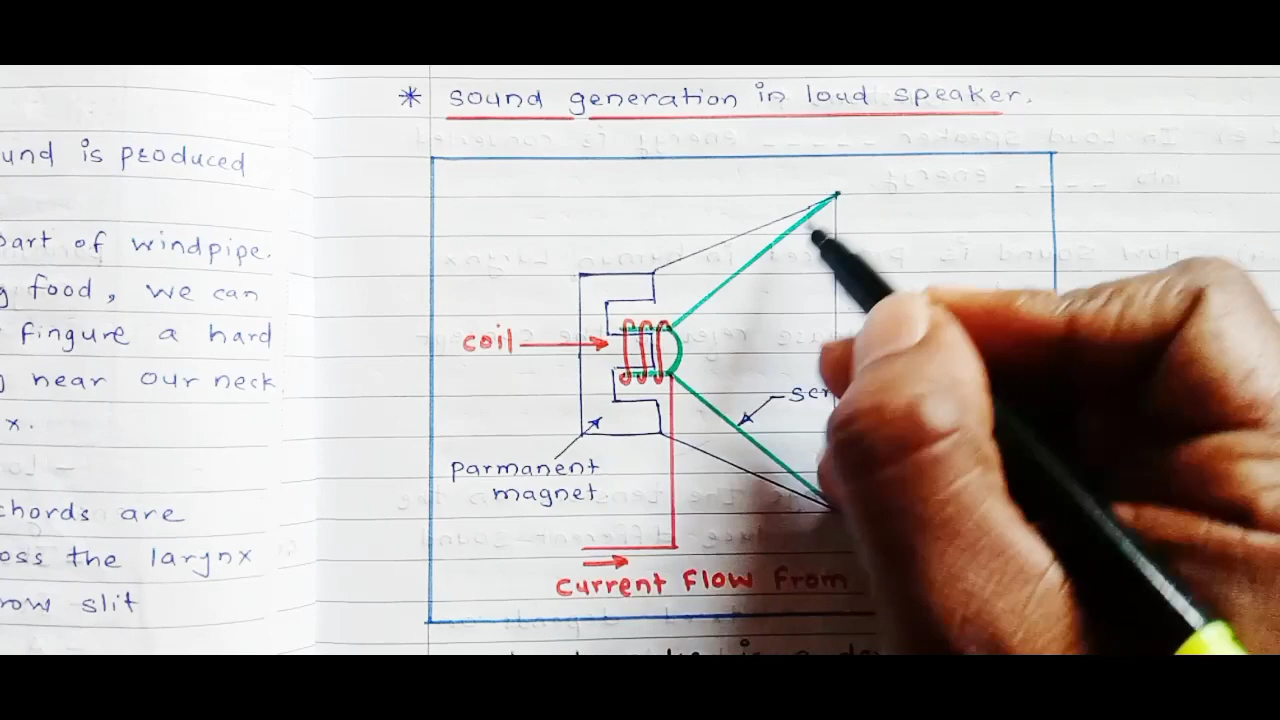 und is produced
part of windpipe.
food, we can
fingure a hard
near our neck.
x.
chords are
oss the larynx
row slit
* sound generation in loud speaker.
coil
scr
parmanent
magnet
current flow from